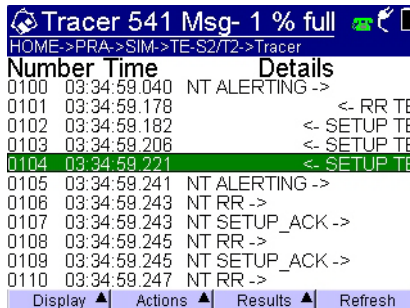 Tracer 541 Msg- 1 % full
HOME->PRA->SIM->TE-S2/T2->Tracer
Number Time Details
0100 03:34:59.040 NT ALERTING ->
0101 03:34:59.178 <- RR TE
0102 03:34:59.182 <- SETUP TE
0103 03:34:59.206 <- SETUP TE
0104 03:34:59.221 <- SETUP TE
0105 03:34:59.241 NT ALERTING ->
0106 03:34:59.243 NT RR ->
0107 03:34:59.243 NT SETUP_ACK ->
0108 03:34:59.245 NT RR ->
0109 03:34:59.245 NT SETUP_ACK ->
0110 03:34:59.247 NT RR ->
Display Actions Results Refresh